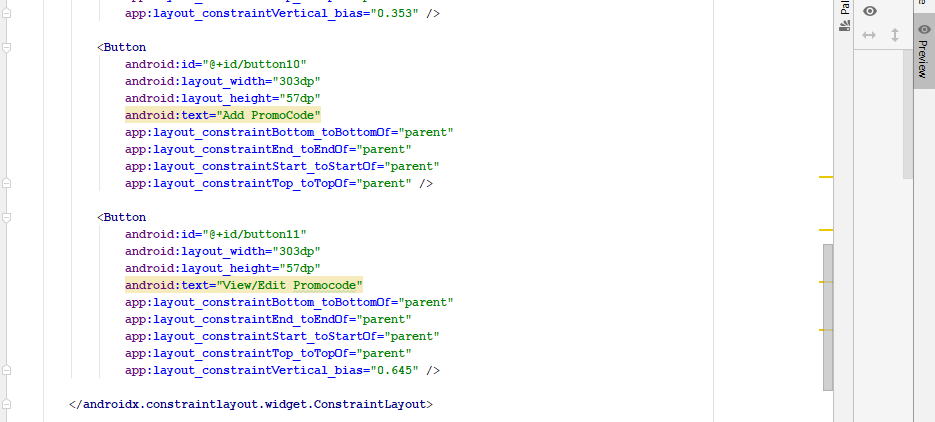 app:layout_constraintVertical_bias="0.353" />
<Button
android:id="@+id/button10"
android:layout_width="303dp"
android:layout_height="57dp"
android:text="Add PromoCode"
app:layout_constraintBottom_toBottomOf="parent"
app:layout_constraintEnd_toEndOf="parent"
app:layout_constraintStart_toStartOf="parent"
app:layout_constraintTop_toTopOf="parent" />
<Button
android:id="@+id/button11"
android:layout_width="303dp"
android:layout_height="57dp"
android:text="View/Edit Promocode"
app:layout_constraintBottom_toBottomOf="parent"
app:layout_constraintEnd_toEndOf="parent"
app:layout_constraintStart_toStartOf="parent"
app:layout_constraintTop_toTopOf="parent"
app:layout_constraintVertical_bias="0.645" />
</androidx.constraintlayout.widget.ConstraintLayout>
Pal
Preview